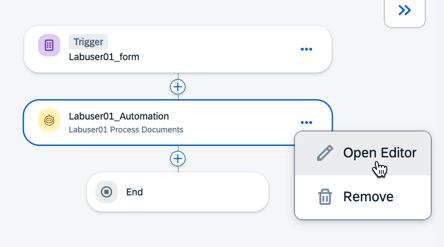 Trigger
Labuser01_form
Labuser01_Automation
Labuser01 Process Documents
Open Editor
Remove
End